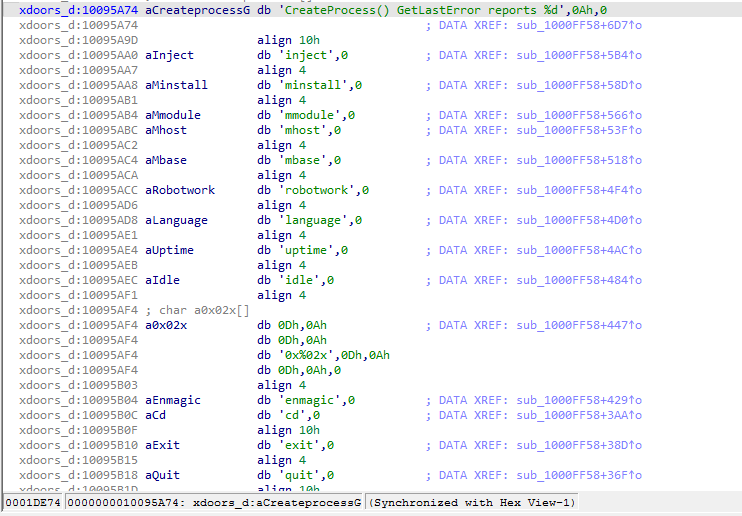 xdoors_d:10095A74 aCreateprocessG db 'CreateProcess() GetLastError reports %d',0Ah,0
xdoors_d:10095A74 ; DATA XREF: sub_1000FF58+6D7↑o
xdoors_d:10095A9D align 10h
xdoors_d:10095AA0 aInject db 'inject',0 ; DATA XREF: sub_1000FF58+5B4↑o
xdoors_d:10095AA7 align 4
xdoors_d:10095AA8 aMinstall db 'minstall',0 ; DATA XREF: sub_1000FF58+58D↑o
xdoors_d:10095AB1 align 4
xdoors_d:10095AB4 aMmodule db 'mmodule',0 ; DATA XREF: sub_1000FF58+566↑o
xdoors_d:10095ABC aMhost db 'mhost',0 ; DATA XREF: sub_1000FF58+53F↑o
xdoors_d:10095AC2 align 4
xdoors_d:10095AC4 aMbase db 'mbase',0 ; DATA XREF: sub_1000FF58+518↑o
xdoors_d:10095ACA align 4
xdoors_d:10095ACC aRobotwork db 'robotwork',0 ; DATA XREF: sub_1000FF58+4F4↑o
xdoors_d:10095AD6 align 4
xdoors_d:10095AD8 aLanguage db 'language',0 ; DATA XREF: sub_1000FF58+4D0↑o
xdoors_d:10095AE1 align 4
xdoors_d:10095AE4 aUptime db 'uptime',0 ; DATA XREF: sub_1000FF58+4AC↑o
xdoors_d:10095AEB align 4
xdoors_d:10095AEC aIdle db 'idle',0 ; DATA XREF: sub_1000FF58+484↑o
xdoors_d:10095AF1 align 4
xdoors_d:10095AF4 ; char a0x02x[]
xdoors_d:10095AF4 a0x02x db 0Dh,0Ah ; DATA XREF: sub_1000FF58+447↑o
xdoors_d:10095AF4 db 0Dh,0Ah
xdoors_d:10095AF4 db '0x%02x',0Dh,0Ah
xdoors_d:10095AF4 db 0Dh,0Ah,0
xdoors_d:10095B03 align 4
xdoors_d:10095B04 aEnmagic db 'enmagic',0 ; DATA XREF: sub_1000FF58+429↑o
xdoors_d:10095B0C aCd db 'cd',0 ; DATA XREF: sub_1000FF58+3AA↑o
xdoors_d:10095B0F align 10h
xdoors_d:10095B10 aExit db 'exit',0 ; DATA XREF: sub_1000FF58+38D↑o
xdoors_d:10095B15 align 4
xdoors_d:10095B18 aQuit db 'quit',0 ; DATA XREF: sub_1000FF58+36F↑o
xdoors_d:10095B1D align 10h
0001DE74 0000000010095A74: xdoors_d:aCreateprocessG (Synchronized with Hex View-1)